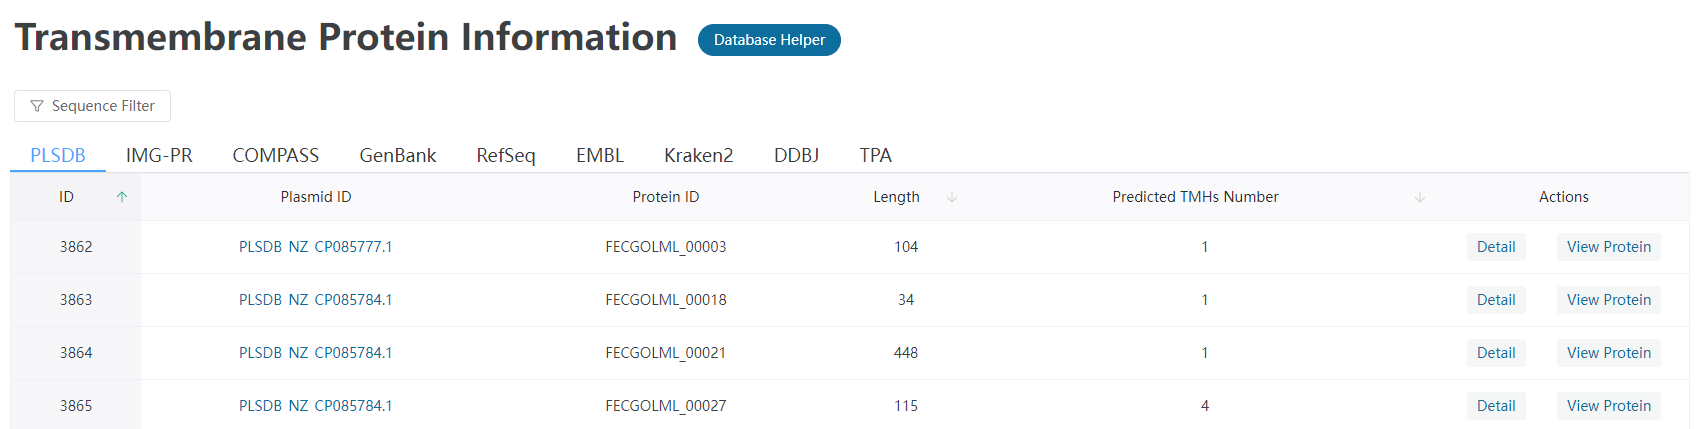 Transmembrane Protein Information Database Helper
Sequence Filter
PLSDB IMG-PR COMPASS GenBank RefSeq EMBL Kraken2 DDBJ TPA
ID Plasmid ID Protein ID Length Predicted TMHs Number Actions
3862 PLSDB NZ CP085777.1 FECGOLML_00003 104 1 Detail View Protein
3863 PLSDB NZ CP085784.1 FECGOLML_00018 34 1 Detail View Protein
3864 PLSDB NZ CP085784.1 FECGOLML_00021 448 1 Detail View Protein
3865 PLSDB NZ CP085784.1 FECGOLML_00027 115 4 Detail View Protein